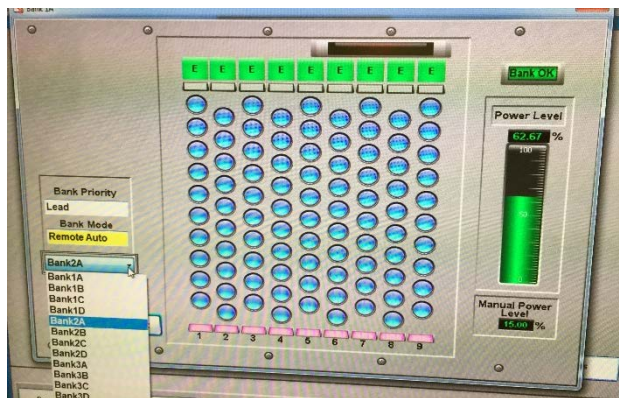 Bank 1A
E E E E E E E E E
Bank OK
Power Level
62.67 %
100
50
0
Bank Priority
Lead
Bank Mode
Remote Auto
Bank2A
Bank1A
Bank1B
Bank1C
Bank1D
Bank2A
Bank2B
Bank2C
Bank2D
Bank3A
Bank3B
Bank3C
Bank3D
Manual Power
Level
15.00 %
1 2 3 4 5 6 7 8 9